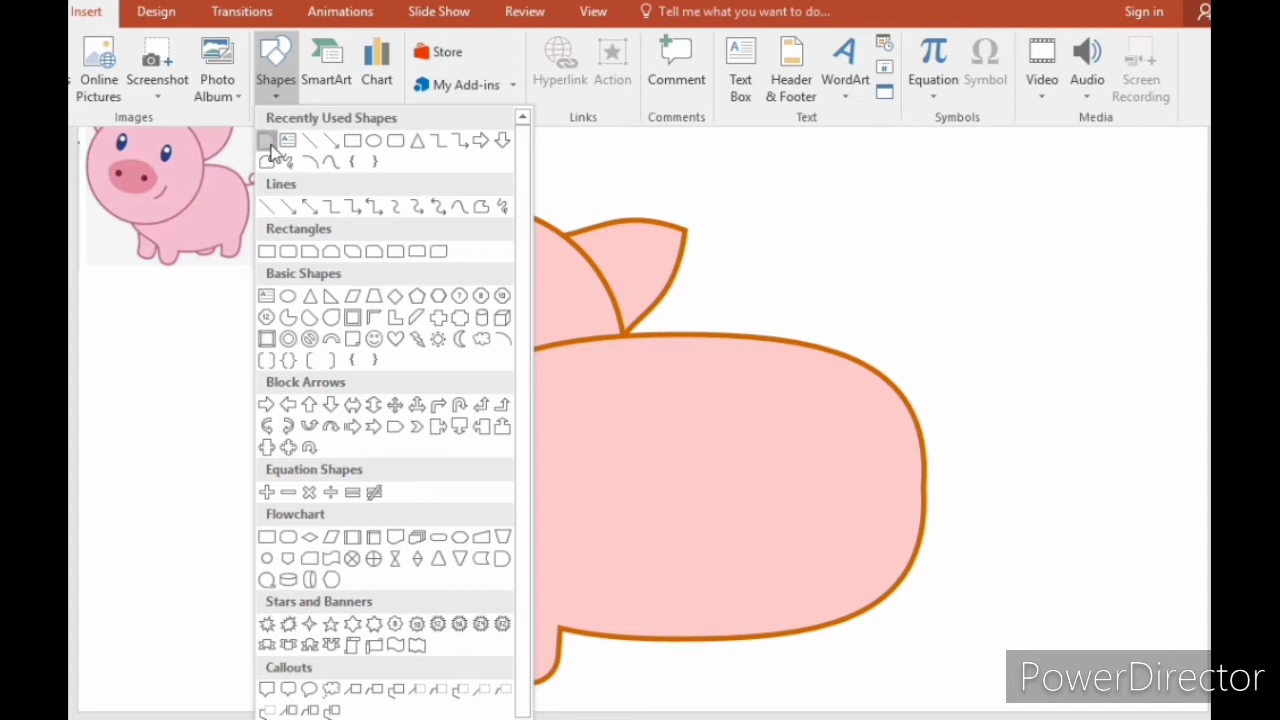 Insert Design Transitions Animations Slide Show Review View Tell me what you want to do... Sign in
Online Pictures
Screenshot
Photo Album
Shapes
SmartArt
Chart
Store
My Add-ins
Hyperlink
Action
Comment
Text Box
Header & Footer
WordArt
Equation
Symbol
Video
Audio
Screen Recording
Images
Links
Comments
Text
Symbols
Media
Recently Used Shapes
Lines
Rectangles
Basic Shapes
Block Arrows
Equation Shapes
Flowchart
Stars and Banners
Callouts
PowerDirector